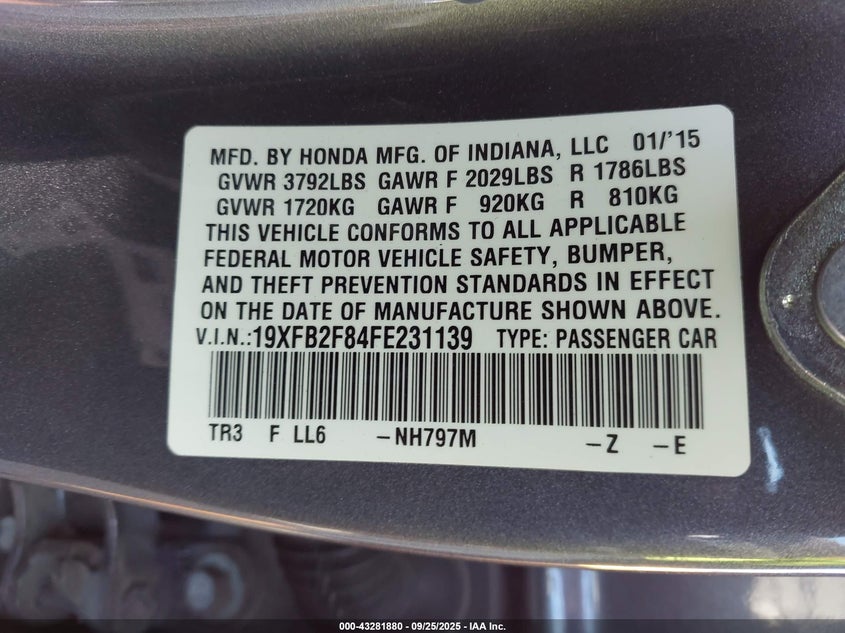 MFD. BY HONDA MFG. OF INDIANA, LLC 01/'15
GVWR 3792LBS GAWR F 2029LBS R 1786LBS
GVWR 1720KG GAWR F 920KG R 810KG
THIS VEHICLE CONFORMS TO ALL APPLICABLE
FEDERAL MOTOR VEHICLE SAFETY, BUMPER,
AND THEFT PREVENTION STANDARDS IN EFFECT
ON THE DATE OF MANUFACTURE SHOWN ABOVE.
V.I.N.:19XFB2F84FE231139 TYPE: PASSENGER CAR
TR3 F LL6 -NH797M -Z -E
000-43281880 - 09/25/2025 - IAA Inc.